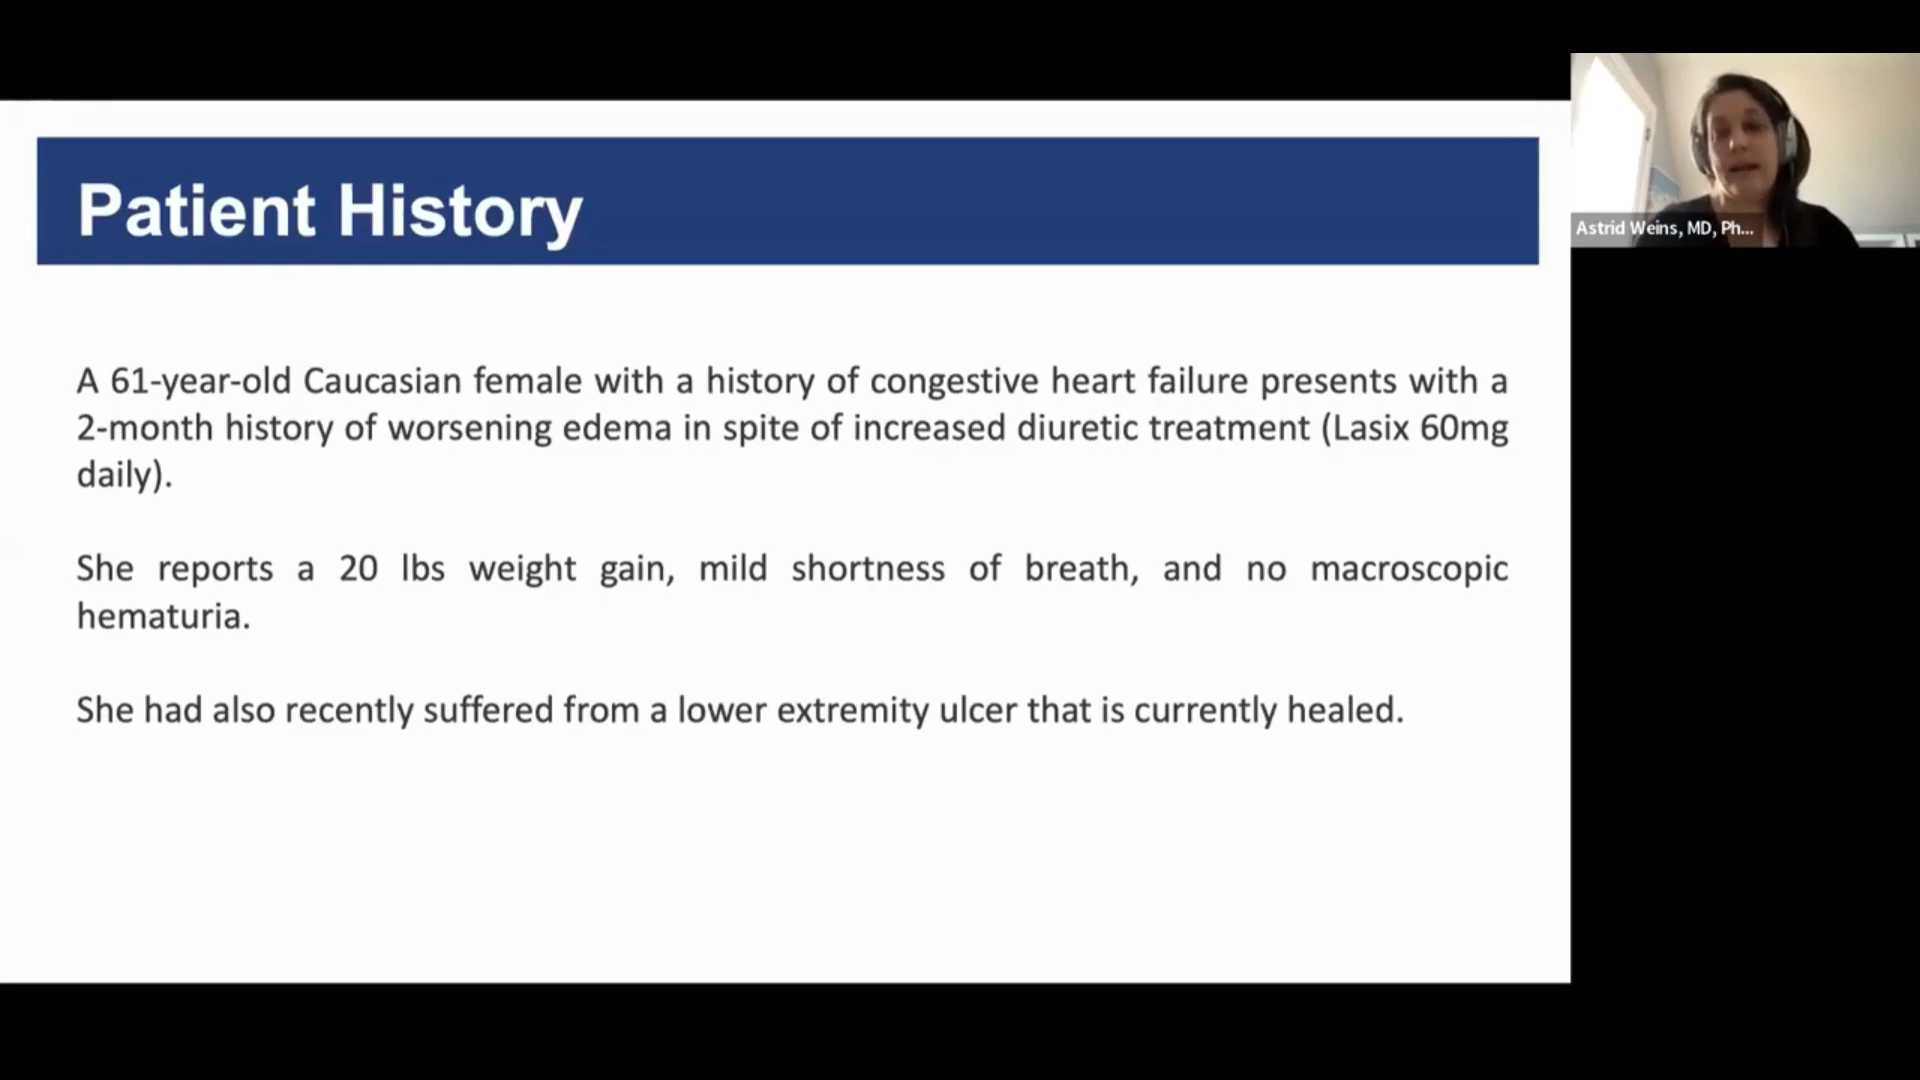 Patient History
A 61-year-old Caucasian female with a history of congestive heart failure presents with a
2-month history of worsening edema in spite of increased diuretic treatment (Lasix 60mg
daily).
She reports a 20 lbs weight gain, mild shortness of breath, and no macroscopic
hematuria.
She had also recently suffered from a lower extremity ulcer that is currently healed.
Astrid Weins, MD, Ph...